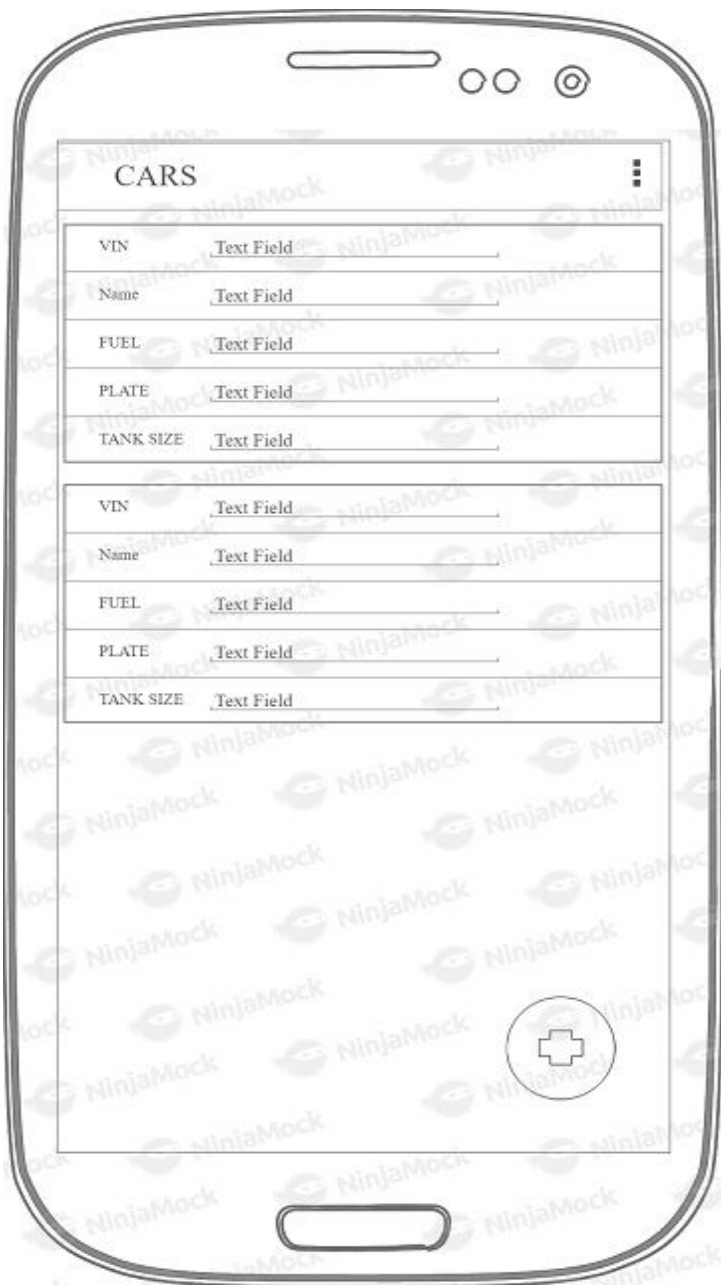 CARS
VIN Text Field
Name Text Field
FUEL Text Field
PLATE Text Field
TANK SIZE Text Field
VIN Text Field
Name Text Field
FUEL Text Field
PLATE Text Field
TANK SIZE Text Field
NinjaMock